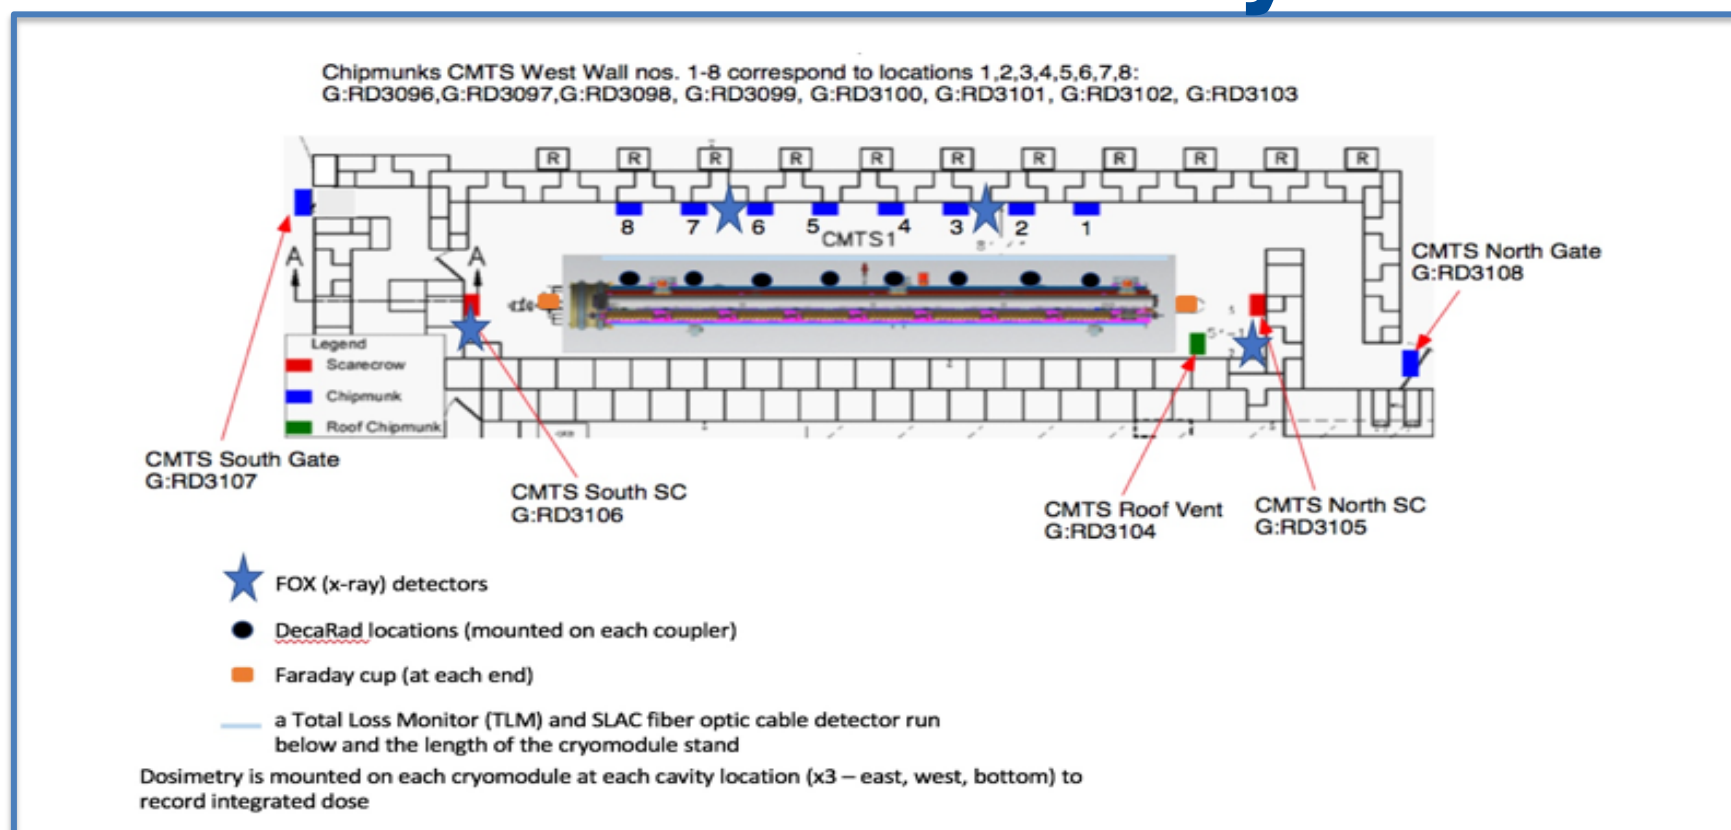 Chipmunks CMTS West Wall nos. 1-8 correspond to locations 1,2,3,4,5,6,7,8:
G:RD3096,G:RD3097,G:RD3098, G:RD3099, G:RD3100, G:RD3101, G:RD3102, G:RD3103
R R R R R R R R R R R
8 7 6 5 4 3 2 1
CMTS1
A A
CMTS North Gate
G:RD3108
Legend
Scarecrow
Chipmunk
Roof Chipmunk
CMTS South Gate
G:RD3107
CMTS South SC
G:RD3106
CMTS Roof Vent
G:RD3104
CMTS North SC
G:RD3105
FOX (x-ray) detectors
DecaRad locations (mounted on each coupler)
Faraday cup (at each end)
a Total Loss Monitor (TLM) and SLAC fiber optic cable detector run
below and the length of the cryomodule stand
Dosimetry is mounted on each cryomodule at each cavity location (x3 – east, west, bottom) to
record integrated dose